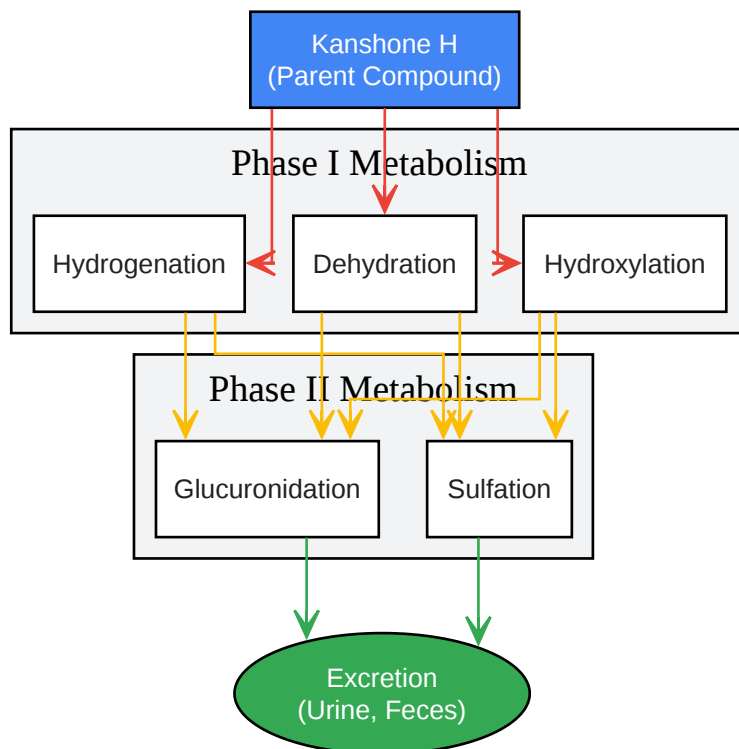 Kanshone H
(Parent Compound)
Phase I Metabolism
Hydrogenation
Dehydration
Hydroxylation
Phase II Metabolism
Glucuronidation
Sulfation
Excretion
(Urine, Feces)